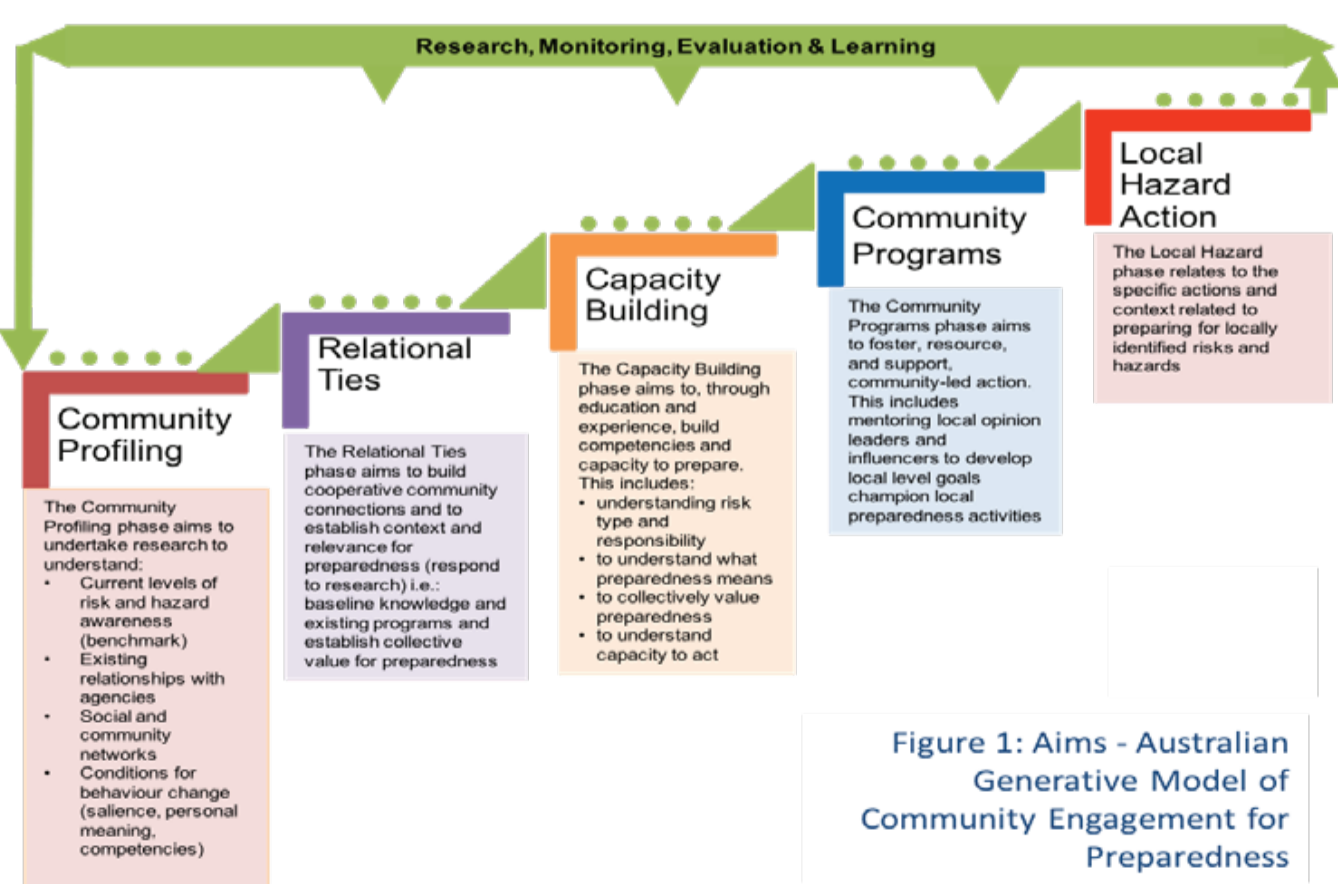 Research, Monitoring, Evaluation & Learning
Community
Profiling
The Community
Profiling phase aims to
undertake research to
understand:
• Current levels of
risk and hazard
awareness
(benchmark)
• Existing
relationships with
agencies
• Social and
community
networks
• Conditions for
behaviour change
(salience, personal
meaning,
competencies)
Relational
Ties
The Relational Ties
phase aims to build
cooperative community
connections and to
establish context and
relevance for
preparedness (respond
to research) i.e.:
baseline knowledge and
existing programs and
establish collective
value for preparedness
Capacity
Building
The Capacity Building
phase aims to, through
education and
experience, build
competencies and
capacity to prepare.
This includes:
• understanding risk
type and
responsibility
• to understand what
preparedness means
• to collectively value
preparedness
• to understand
capacity to act
Community
Programs
The Community
Programs phase aims
to foster, resource,
and support,
community-led action.
This includes
mentoring local opinion
leaders and
influencers to develop
local level goals
champion local
preparedness activities
Local
Hazard
Action
The Local Hazard
phase relates to the
specific actions and
context related to
preparing for locally
identified risks and
hazards
Figure 1: Aims - Australian
Generative Model of
Community Engagement for
Preparedness